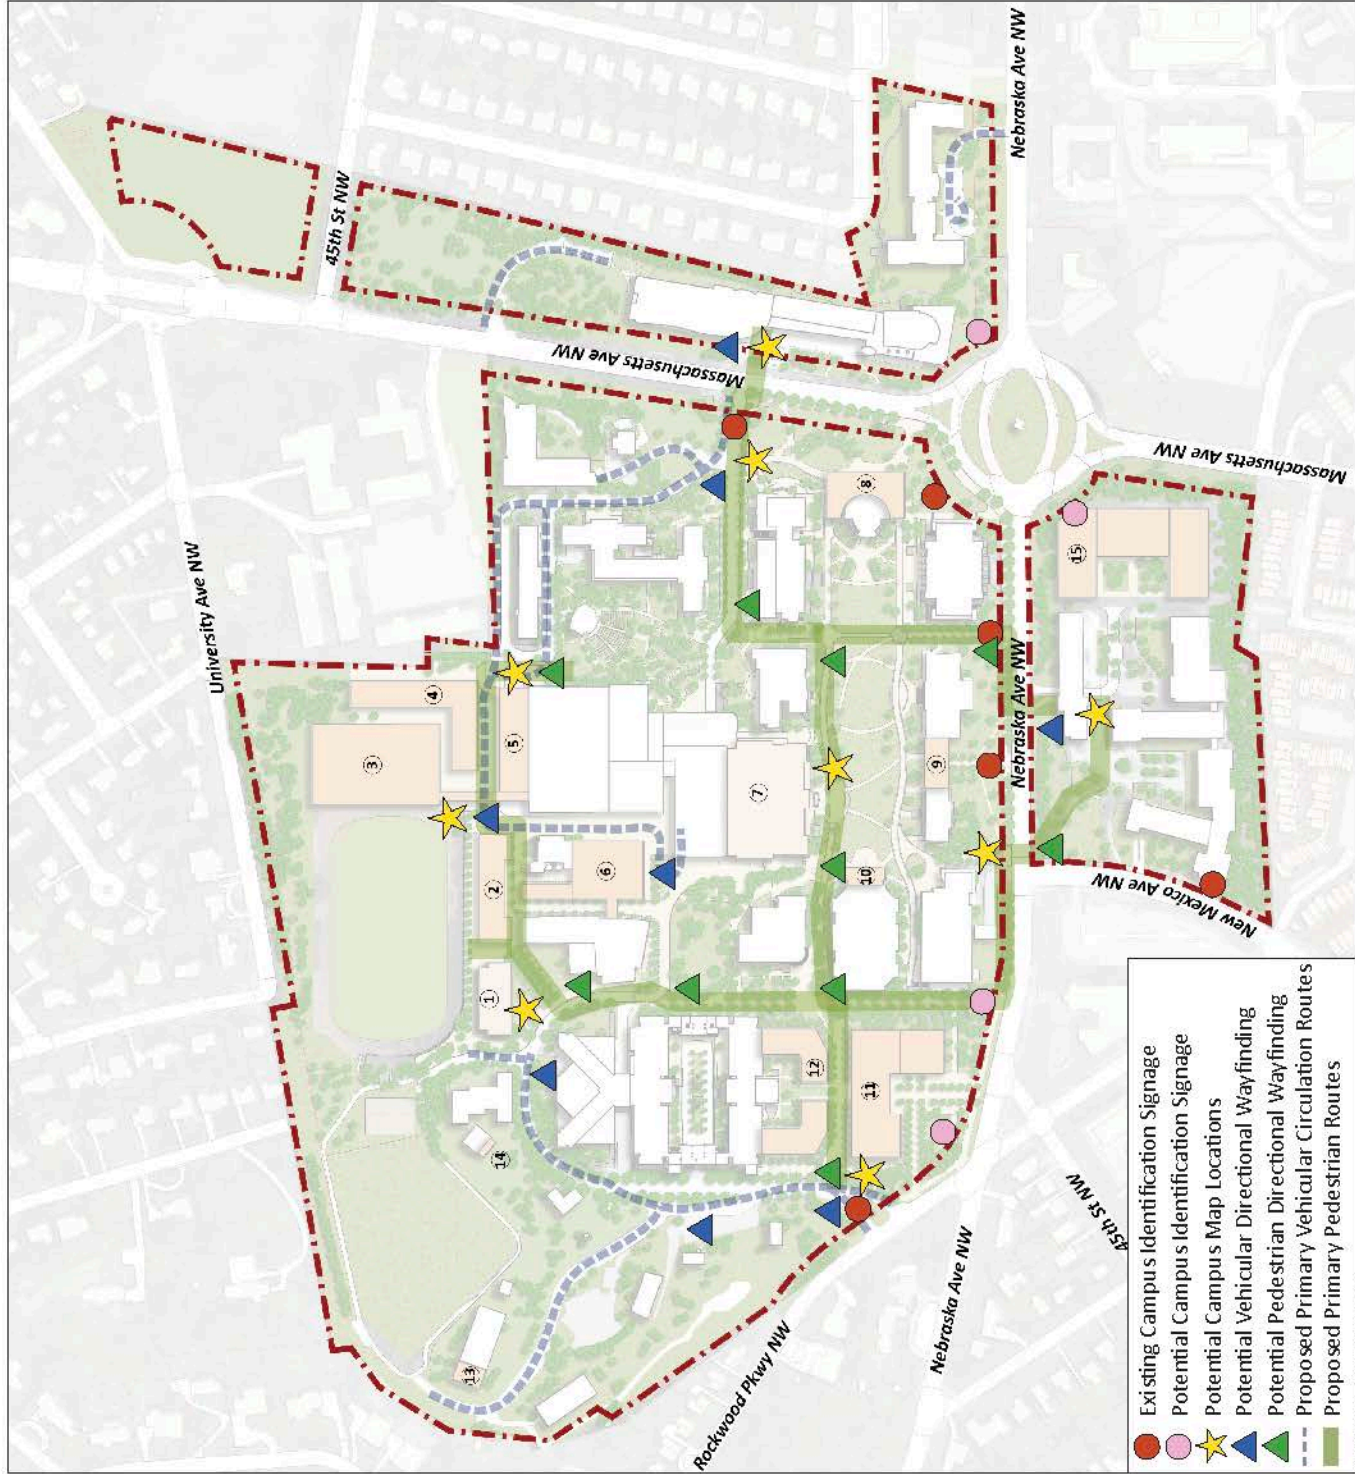 45th St NW
Nebraska Ave NW
Massachusetts Ave NW
University Ave NW
8
Massachusetts Ave NW
15
4
3
5
7
9
Nebraska Ave NW
2
6
10
New Mexico Ave NW
1
12
11
14
13
Rockwood Pkwy NW
Nebraska Ave NW
45th St NW
Existing Campus Identification Signage
Potential Campus Identification Signage
Potential Campus Map Locations
Potential Vehicular Directional Wayfinding
Potential Pedestrian Directional Wayfinding
Proposed Primary Vehicular Circulation Routes
Proposed Primary Pedestrian Routes